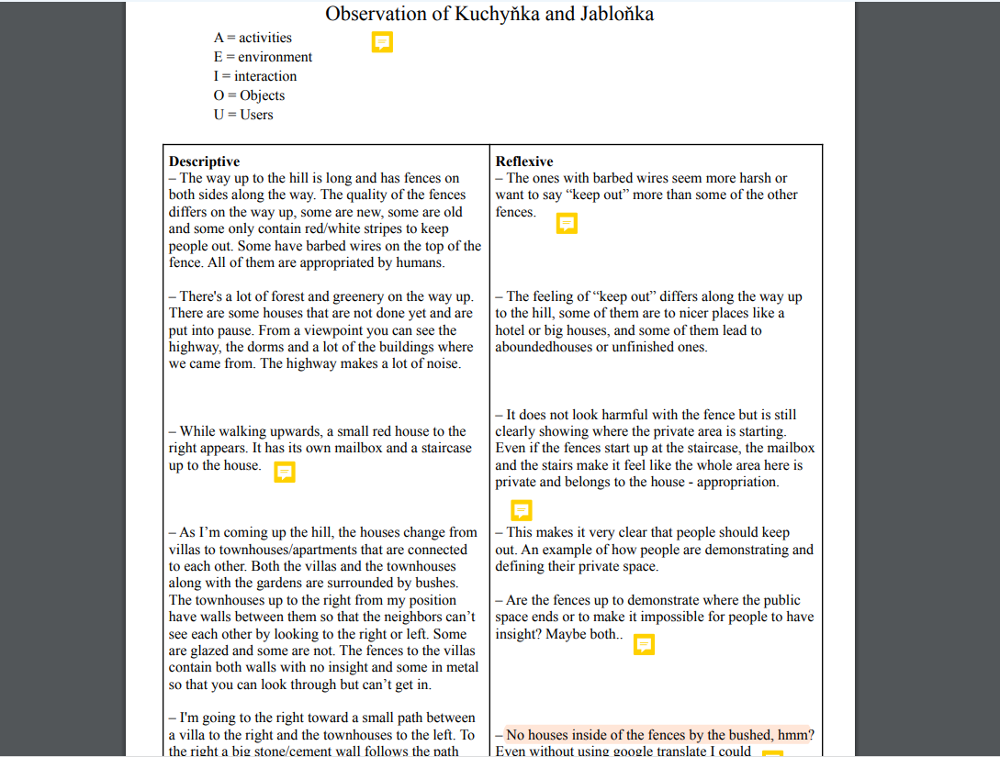 Observation of Kuchyňka and Jabloňka
A = activities
E = environment
I = interaction
O = Objects
U = Users
Descriptive
– The way up to the hill is long and has fences on
both sides along the way. The quality of the fences
differs on the way up, some are new, some are old
and some only contain red/white stripes to keep
people out. Some have barbed wires on the top of the
fence. All of them are appropriated by humans.
– There's a lot of forest and greenery on the way up.
There are some houses that are not done yet and are
put into pause. From a viewpoint you can see the
highway, the dorms and a lot of the buildings where
we came from. The highway makes a lot of noise.
– While walking upwards, a small red house to the
right appears. It has its own mailbox and a staircase
up to the house.
– As I’m coming up the hill, the houses change from
villas to townhouses/apartments that are connected
to each other. Both the villas and the townhouses
along with the gardens are surrounded by bushes.
The townhouses up to the right from my position
have walls between them so that the neighbors can’t
see each other by looking to the right or left. Some
are glazed and some are not. The fences to the villas
contain both walls with no insight and some in metal
so that you can look through but can’t get in.
– I'm going to the right toward a small path between
a villa to the right and the townhouses to the left. To
the right a big stone/cement wall follows the path
Reflexive
– The ones with barbed wires seem more harsh or
want to say “keep out” more than some of the other
fences.
– The feeling of “keep out” differs along the way up
to the hill, some of them are to nicer places like a
hotel or big houses, and some of them lead to
aboundedhouses or unfinished ones.
– It does not look harmful with the fence but is still
clearly showing where the private area is starting.
Even if the fences start up at the staircase, the mailbox
and the stairs make it feel like the whole area here is
private and belongs to the house - appropriation.
– This makes it very clear that people should keep
out. An example of how people are demonstrating and
defining their private space.
– Are the fences up to demonstrate where the public
space ends or to make it impossible for people to have
insight? Maybe both..
– No houses inside of the fences by the bushed, hmm?
Even without using google translate I could